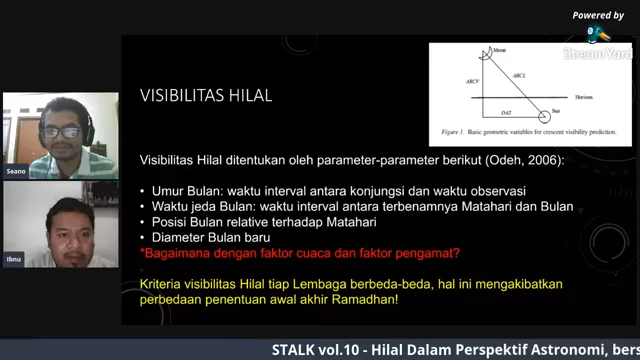 Powered by
StreamYard
VISIBILITAS HILAL
Moon
ARCV
ARCL
Horizon
DAZ
Sun
Figure 1. Basic geometric variables for crescent visibility prediction.
Seano
Ibnu
Visibilitas Hilal ditentukan oleh parameter-parameter berikut (Odeh, 2006):
• Umur Bulan: waktu interval antara konjungsi dan waktu observasi
• Waktu jeda Bulan: waktu interval antara terbenamnya Matahari dan Bulan
• Posisi Bulan relative terhadap Matahari
• Diameter Bulan baru
*Bagaimana dengan faktor cuaca dan faktor pengamat?
Kriteria visibilitas Hilal tiap Lembaga berbeda-beda, hal ini mengakibatkan
perbedaan penentuan awal akhir Ramadhan!
STALK vol.10 - Hilal Dalam Perspektif Astronomi, bers